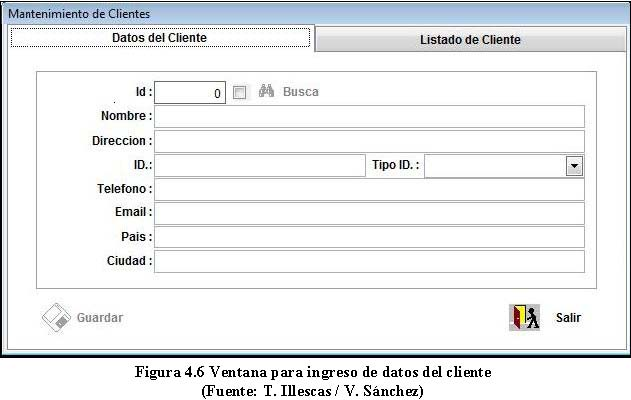 Mantenimiento de Clientes
Datos del Cliente
Listado de Cliente
Id : 0 Busca
Nombre :
Direccion :
ID.: Tipo ID. :
Telefono :
Email :
Pais :
Ciudad :
Guardar
Salir
Figura 4.6 Ventana para ingreso de datos del cliente
(Fuente: T. Illescas / V. Sánchez)